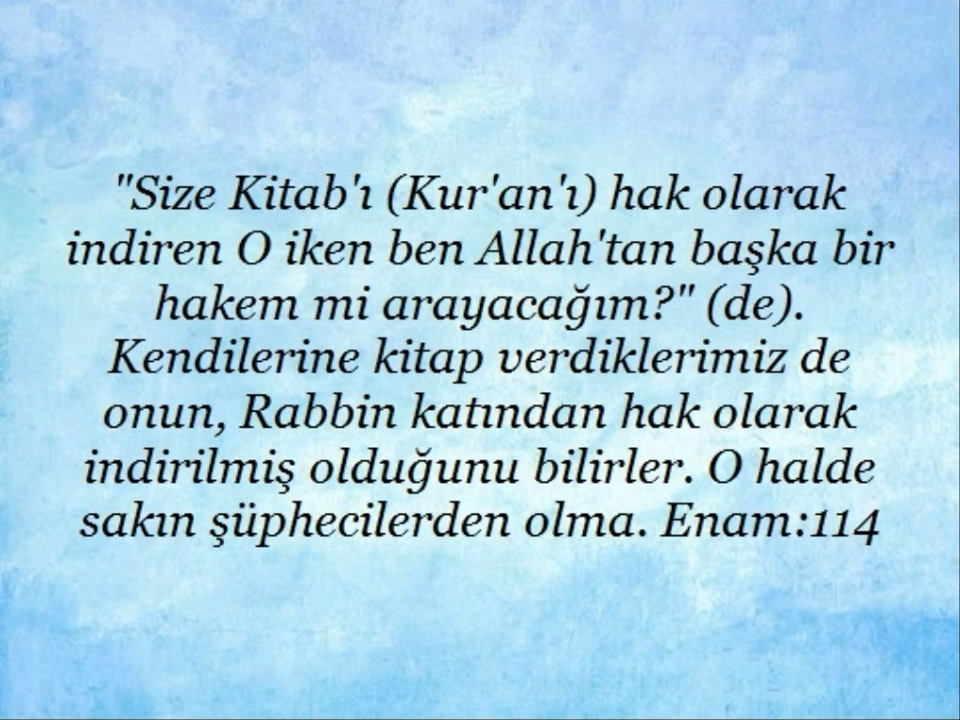 "Size Kitab'ı (Kur'an'ı) hak olarak
indiren O iken ben Allah'tan başka bir
hakem mi arayacağım?" (de).
Kendilerine kitap verdiklerimiz de
onun, Rabbin katından hak olarak
indirilmiş olduğunu bilirler. O halde
sakın şüphecilerden olma. Enam:114